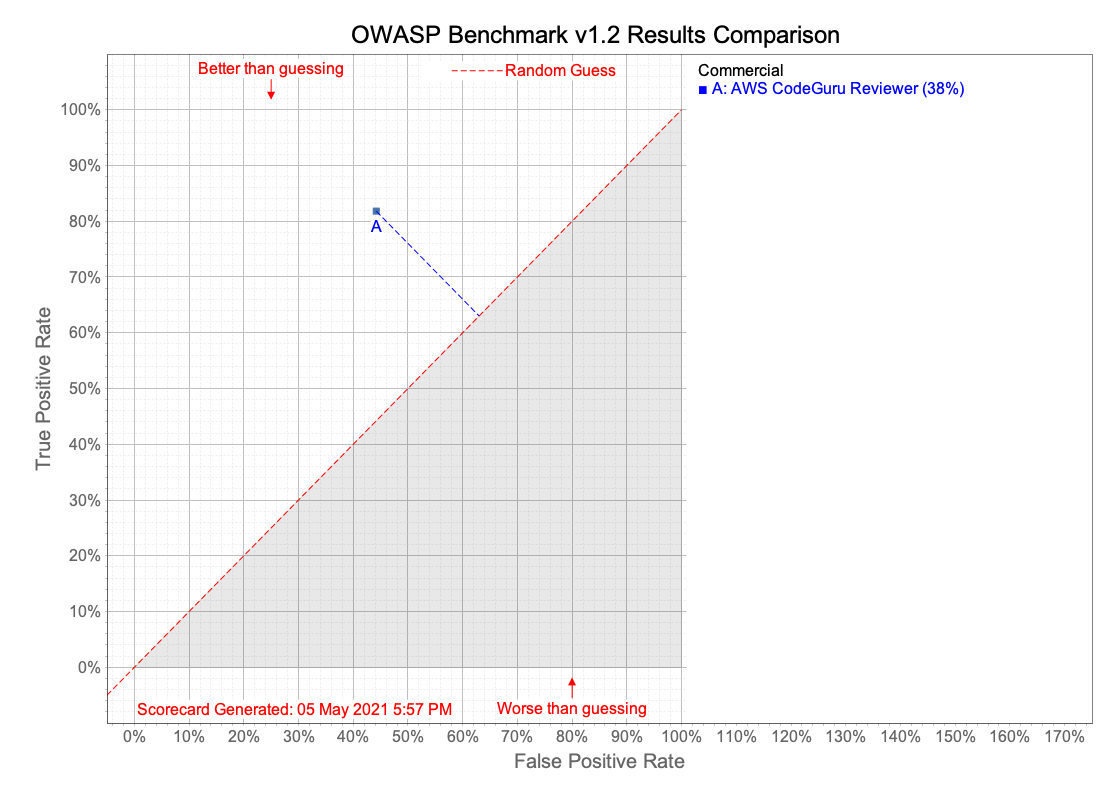 OWASP Benchmark v1.2 Results Comparison
Better than guessing
Random Guess
Commercial
A: AWS CodeGuru Reviewer (38%)
100%
90%
80%
70%
60%
50%
40%
30%
20%
10%
0%
True Positive Rate
A
Scorecard Generated: 05 May 2021 5:57 PM
Worse than guessing
0% 10% 20% 30% 40% 50% 60% 70% 80% 90% 100% 110% 120% 130% 140% 150% 160% 170%
False Positive Rate